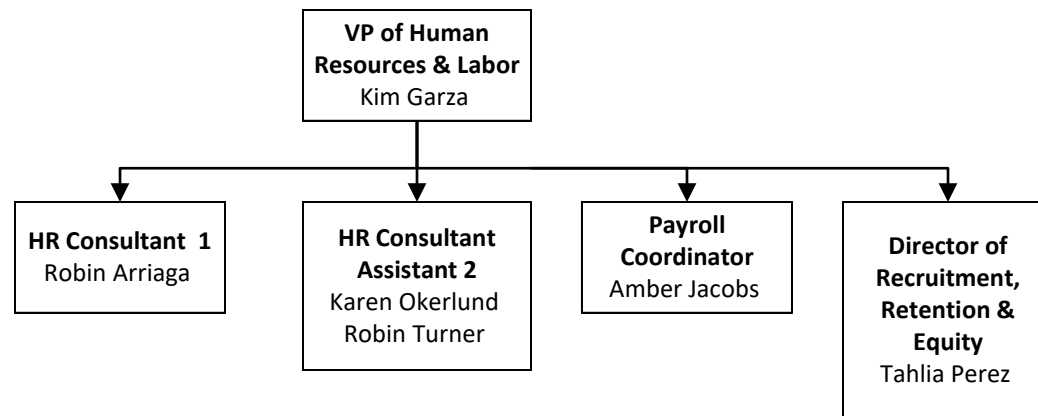 VP of Human
Resources & Labor
Kim Garza
HR Consultant 1
Robin Arriaga
HR Consultant
Assistant 2
Karen Okerlund
Robin Turner
Payroll
Coordinator
Amber Jacobs
Director of
Recruitment,
Retention &
Equity
Tahlia Perez